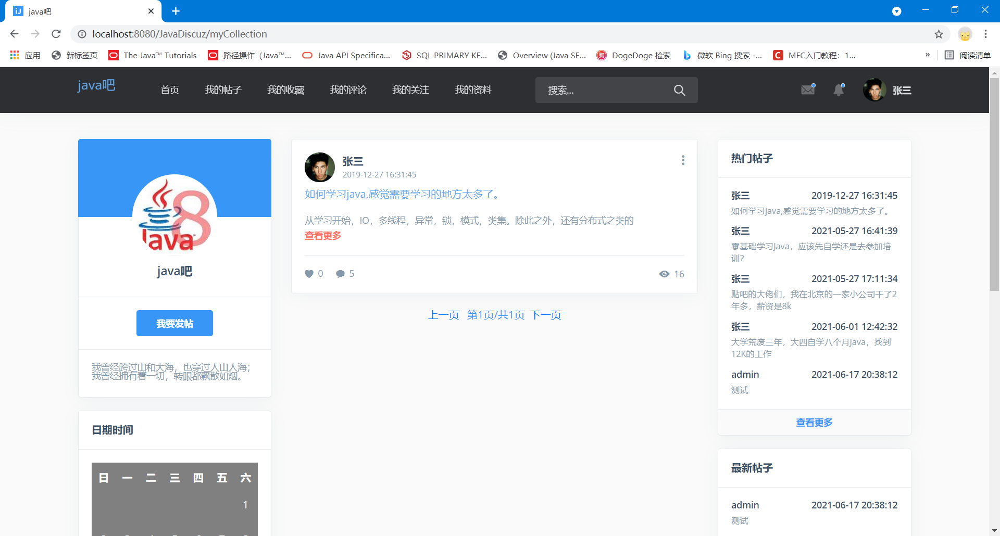 java吧
localhost:8080/JavaDiscuz/myCollection
应用 新标签页 The Java™ Tutorials 路径操作（Java™... Java API Specifica... SQL PRIMARY KE... Overview (Java SE... DogeDoge 检索 微软 Bing 搜索 -... MFC入门教程：1... » 阅读清单
java吧 首页 我的帖子 我的收藏 我的评论 我的关注 我的资料 搜索... 张三
Java 8
java吧
我要发帖
我曾经跨过山和大海，也穿过人山人海；
我曾经拥有着一切，转眼都飘散如烟。
日期时间
日 一 二 三 四 五 六
1
张三
2019-12-27 16:31:45
如何学习java,感觉需要学习的地方太多了。
从学习开始，IO，多线程，异常，锁，模式，类集。除此之外，还有分布式之类的
查看更多
0 5 16
上一页 第1页/共1页 下一页
热门帖子
张三 2019-12-27 16:31:45
如何学习java,感觉需要学习的地方太多了。
张三 2021-05-27 16:41:39
零基础学习Java，应该先自学还是去参加培
训？
张三 2021-05-27 17:11:34
贴吧的大佬们，我在北京的一家小公司干了2
年多，薪资是8k
张三 2021-06-01 12:42:32
大学荒废三年，大四自学八个月Java，找到
12K的工作
admin 2021-06-17 20:38:12
测试
查看更多
最新帖子
admin 2021-06-17 20:38:12
测试